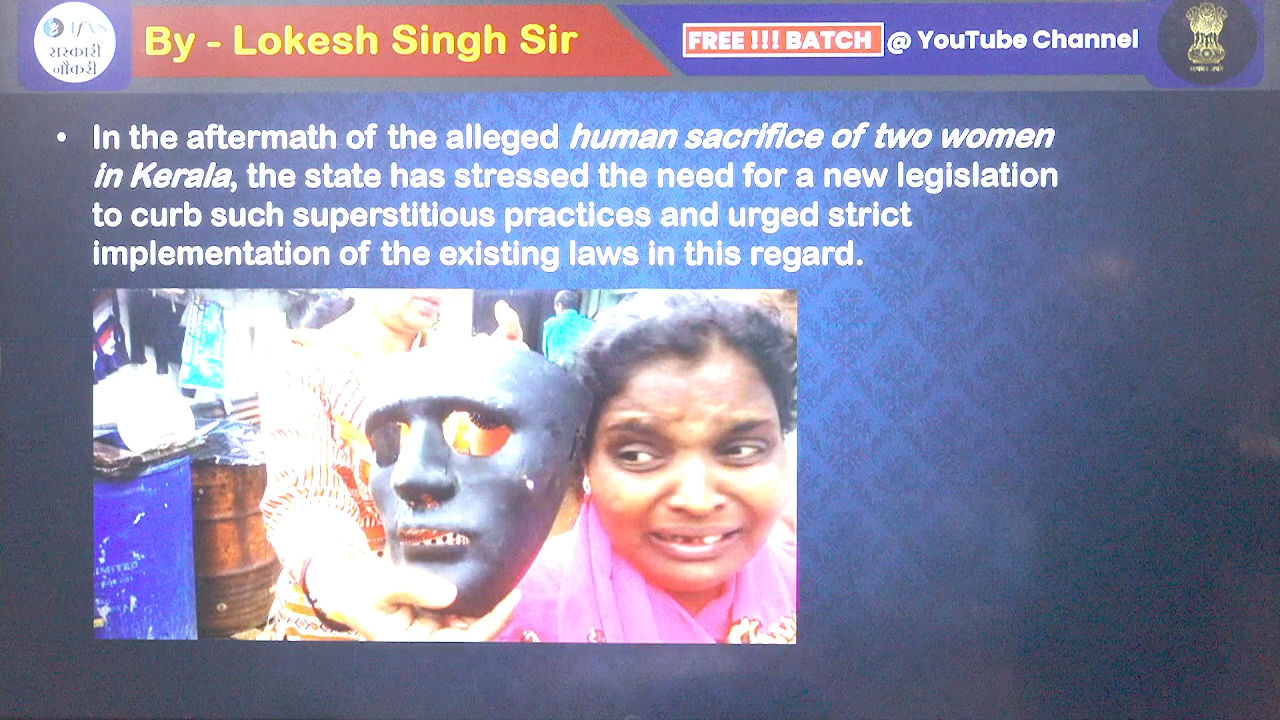 IFAS
सरकारी
नौकरी
By - Lokesh Singh Sir
FREE !!! BATCH @ YouTube Channel
• In the aftermath of the alleged human sacrifice of two women
in Kerala, the state has stressed the need for a new legislation
to curb such superstitious practices and urged strict
implementation of the existing laws in this regard.
LIMITED